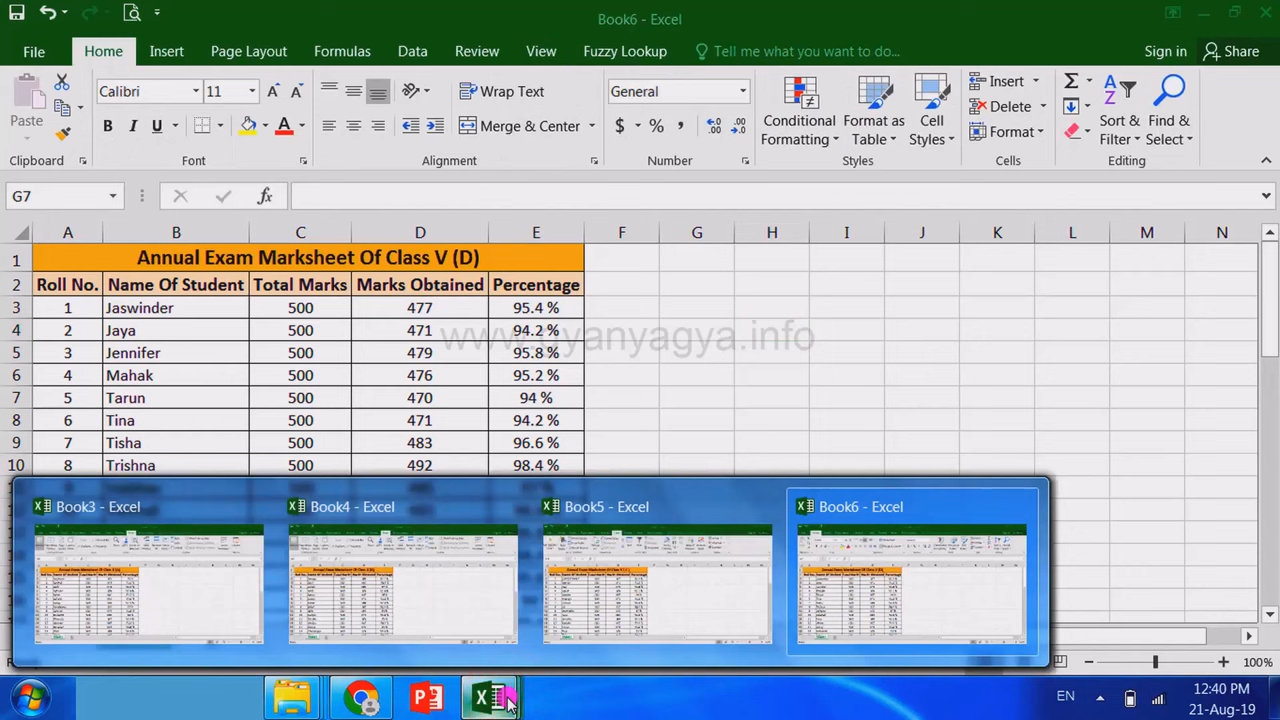 Book6 - Excel
File Home Insert Page Layout Formulas Data Review View Fuzzy Lookup Tell me what you want to do... Sign in Share
Calibri 11 Wrap Text General Insert
Paste B I U Merge & Center $ % , Conditional Formatting Format as Table Cell Styles Delete Format Sort & Filter Find & Select
Clipboard Font Alignment Number Styles Cells Editing
G7 fx
A B C D E F G H I J K L M N
1 Annual Exam Marksheet Of Class V (D)
2 Roll No. Name Of Student Total Marks Marks Obtained Percentage
3 1 Jaswinder 500 477 95.4 %
4 2 Jaya 500 471 94.2 %
www.gyanyagya.info
5 3 Jennifer 500 479 95.8 %
6 4 Mahak 500 476 95.2 %
7 5 Tarun 500 470 94 %
8 6 Tina 500 471 94.2 %
9 7 Tisha 500 483 96.6 %
10 8 Trishna 500 492 98.4 %
Book3 - Excel Book4 - Excel Book5 - Excel Book6 - Excel
100%
EN 12:40 PM
21-Aug-19